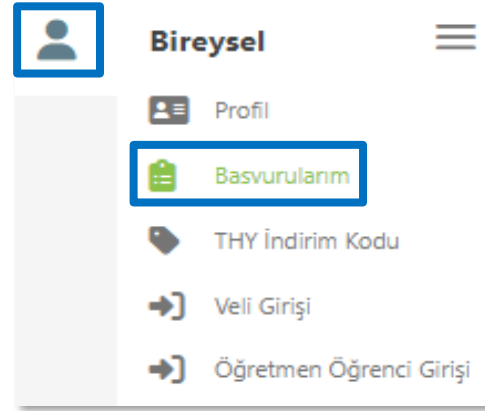 Bireysel
Profil
Basvurularım
THY İndirim Kodu
Veli Girişi
Öğretmen Öğrenci Girişi